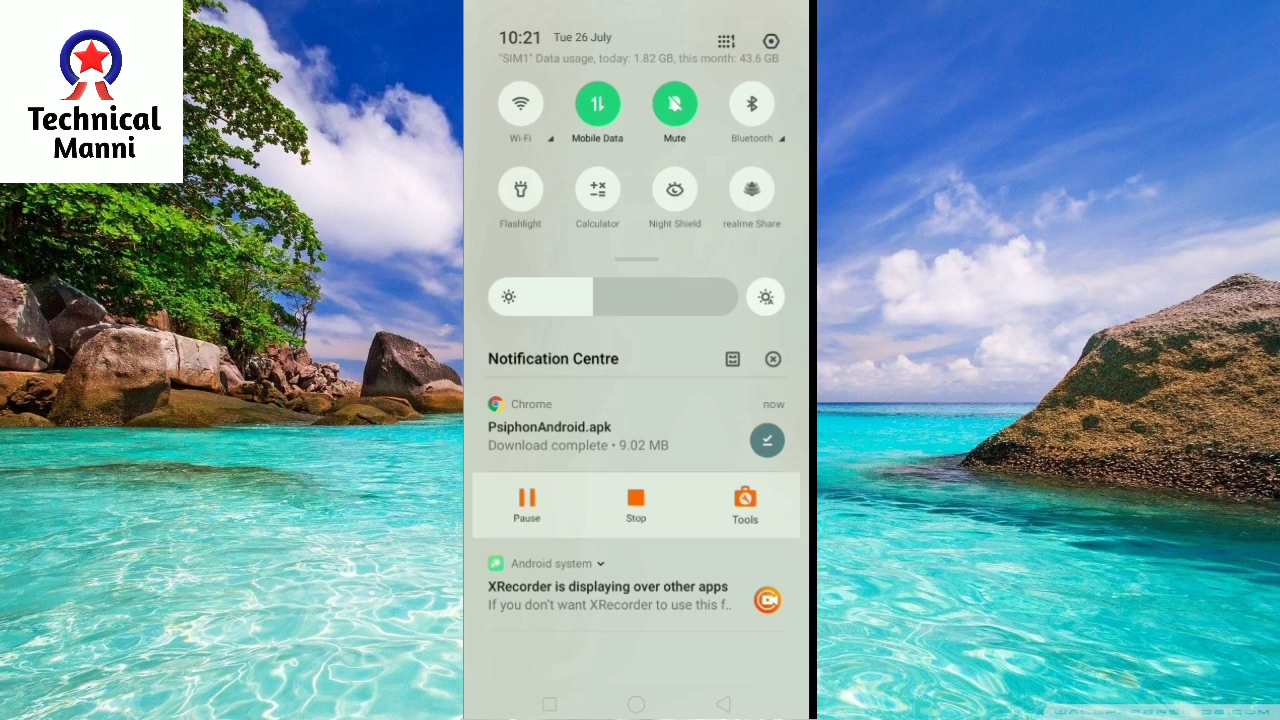 Technical
Manni
10:21 Tue 26 July
"SIM1" Data usage, today: 1.82 GB, this month: 43.6 GB
Wi-Fi Mobile Data Mute Bluetooth
Flashlight Calculator Night Shield realme Share
Notification Centre
Chrome now
PsiphonAndroid.apk
Download complete • 9.02 MB
Pause Stop Tools
Android system
XRecorder is displaying over other apps
If you don't want XRecorder to use this f..